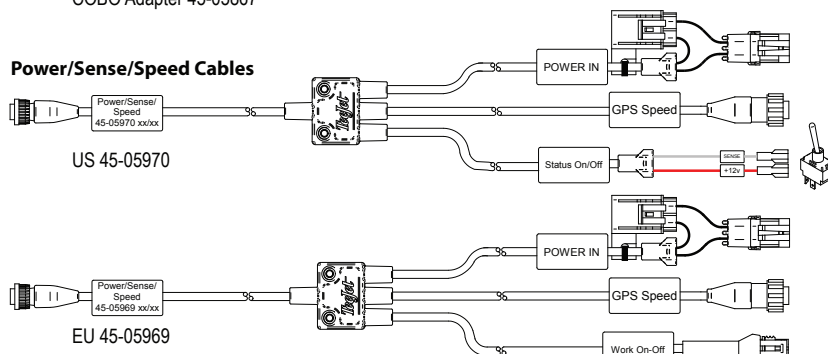 COBO Adapter 45-05867
Power/Sense/Speed Cables
Power/Sense/
Speed
45-05970 xx/xx
TeeJet
POWER IN
GPS Speed
Status On/Off
SENSE
+12v
US 45-05970
Power/Sense/
Speed
45-05969 xx/xx
TeeJet
POWER IN
GPS Speed
Work On-Off
EU 45-05969